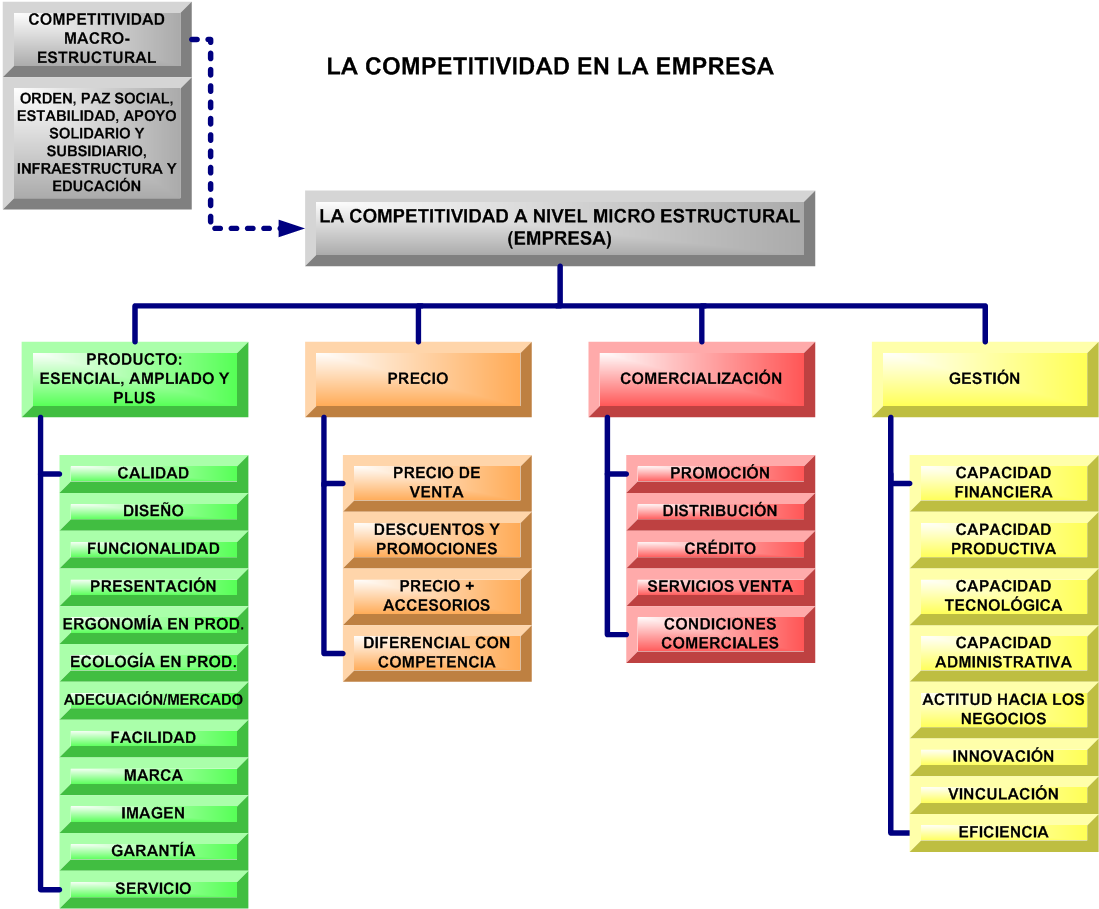 COMPETITIVIDAD
MACRO-
ESTRUCTURAL
ORDEN, PAZ SOCIAL,
ESTABILIDAD, APOYO
SOLIDARIO Y
SUBSIDIARIO,
INFRAESTRUCTURA Y
EDUCACIÓN
LA COMPETITIVIDAD EN LA EMPRESA
LA COMPETITIVIDAD A NIVEL MICRO ESTRUCTURAL
(EMPRESA)
PRODUCTO:
ESENCIAL, AMPLIADO Y
PLUS
CALIDAD
DISEÑO
FUNCIONALIDAD
PRESENTACIÓN
ERGONOMÍA EN PROD.
ECOLOGÍA EN PROD.
ADECUACIÓN/MERCADO
FACILIDAD
MARCA
IMAGEN
GARANTÍA
SERVICIO
PRECIO
PRECIO DE
VENTA
DESCUENTOS Y
PROMOCIONES
PRECIO +
ACCESORIOS
DIFERENCIAL CON
COMPETENCIA
COMERCIALIZACIÓN
PROMOCIÓN
DISTRIBUCIÓN
CRÉDITO
SERVICIOS VENTA
CONDICIONES
COMERCIALES
GESTIÓN
CAPACIDAD
FINANCIERA
CAPACIDAD
PRODUCTIVA
CAPACIDAD
TECNOLÓGICA
CAPACIDAD
ADMINISTRATIVA
ACTITUD HACIA LOS
NEGOCIOS
INNOVACIÓN
VINCULACIÓN
EFICIENCIA